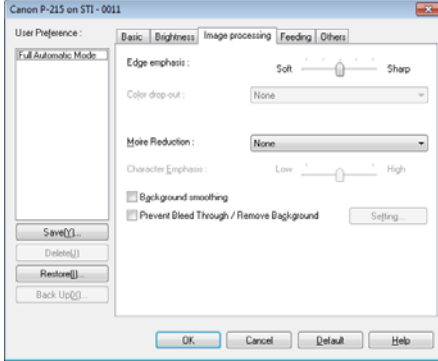 Canon P-215 on STI - 0011
User Preference :
Full Automatic Mode
Save(Y)...
Delete(J)
Restore(I)...
Back Up(X)...
Basic Brightness Image processing Feeding Others
Edge emphasis : Soft Sharp
Color drop-out : None
Moire Reduction : None
Character Emphasis : Low High
Background smoothing
Prevent Bleed Through / Remove Background Setting...
OK Cancel Default Help